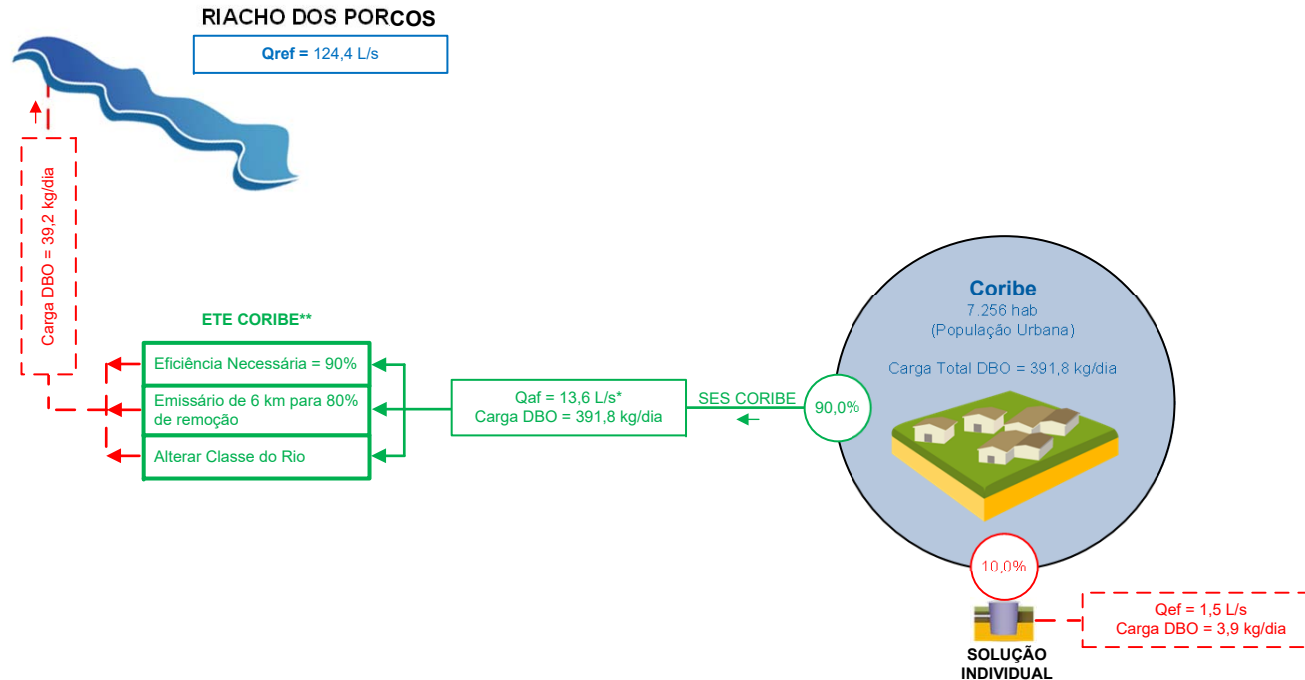 RIACHO DOS PORCOS
Qref = 124,4 L/s
Carga DBO = 39,2 kg/dia
ETE CORIBE**
Eficiência Necessária = 90%
Emissário de 6 km para 80%
de remoção
Alterar Classe do Rio
Qaf = 13,6 L/s*
Carga DBO = 391,8 kg/dia
SES CORIBE
90,0%
Coribe
7.256 hab
(População Urbana)
Carga Total DBO = 391,8 kg/dia
10,0%
SOLUÇÃO
INDIVIDUAL
Qef = 1,5 L/s
Carga DBO = 3,9 kg/dia